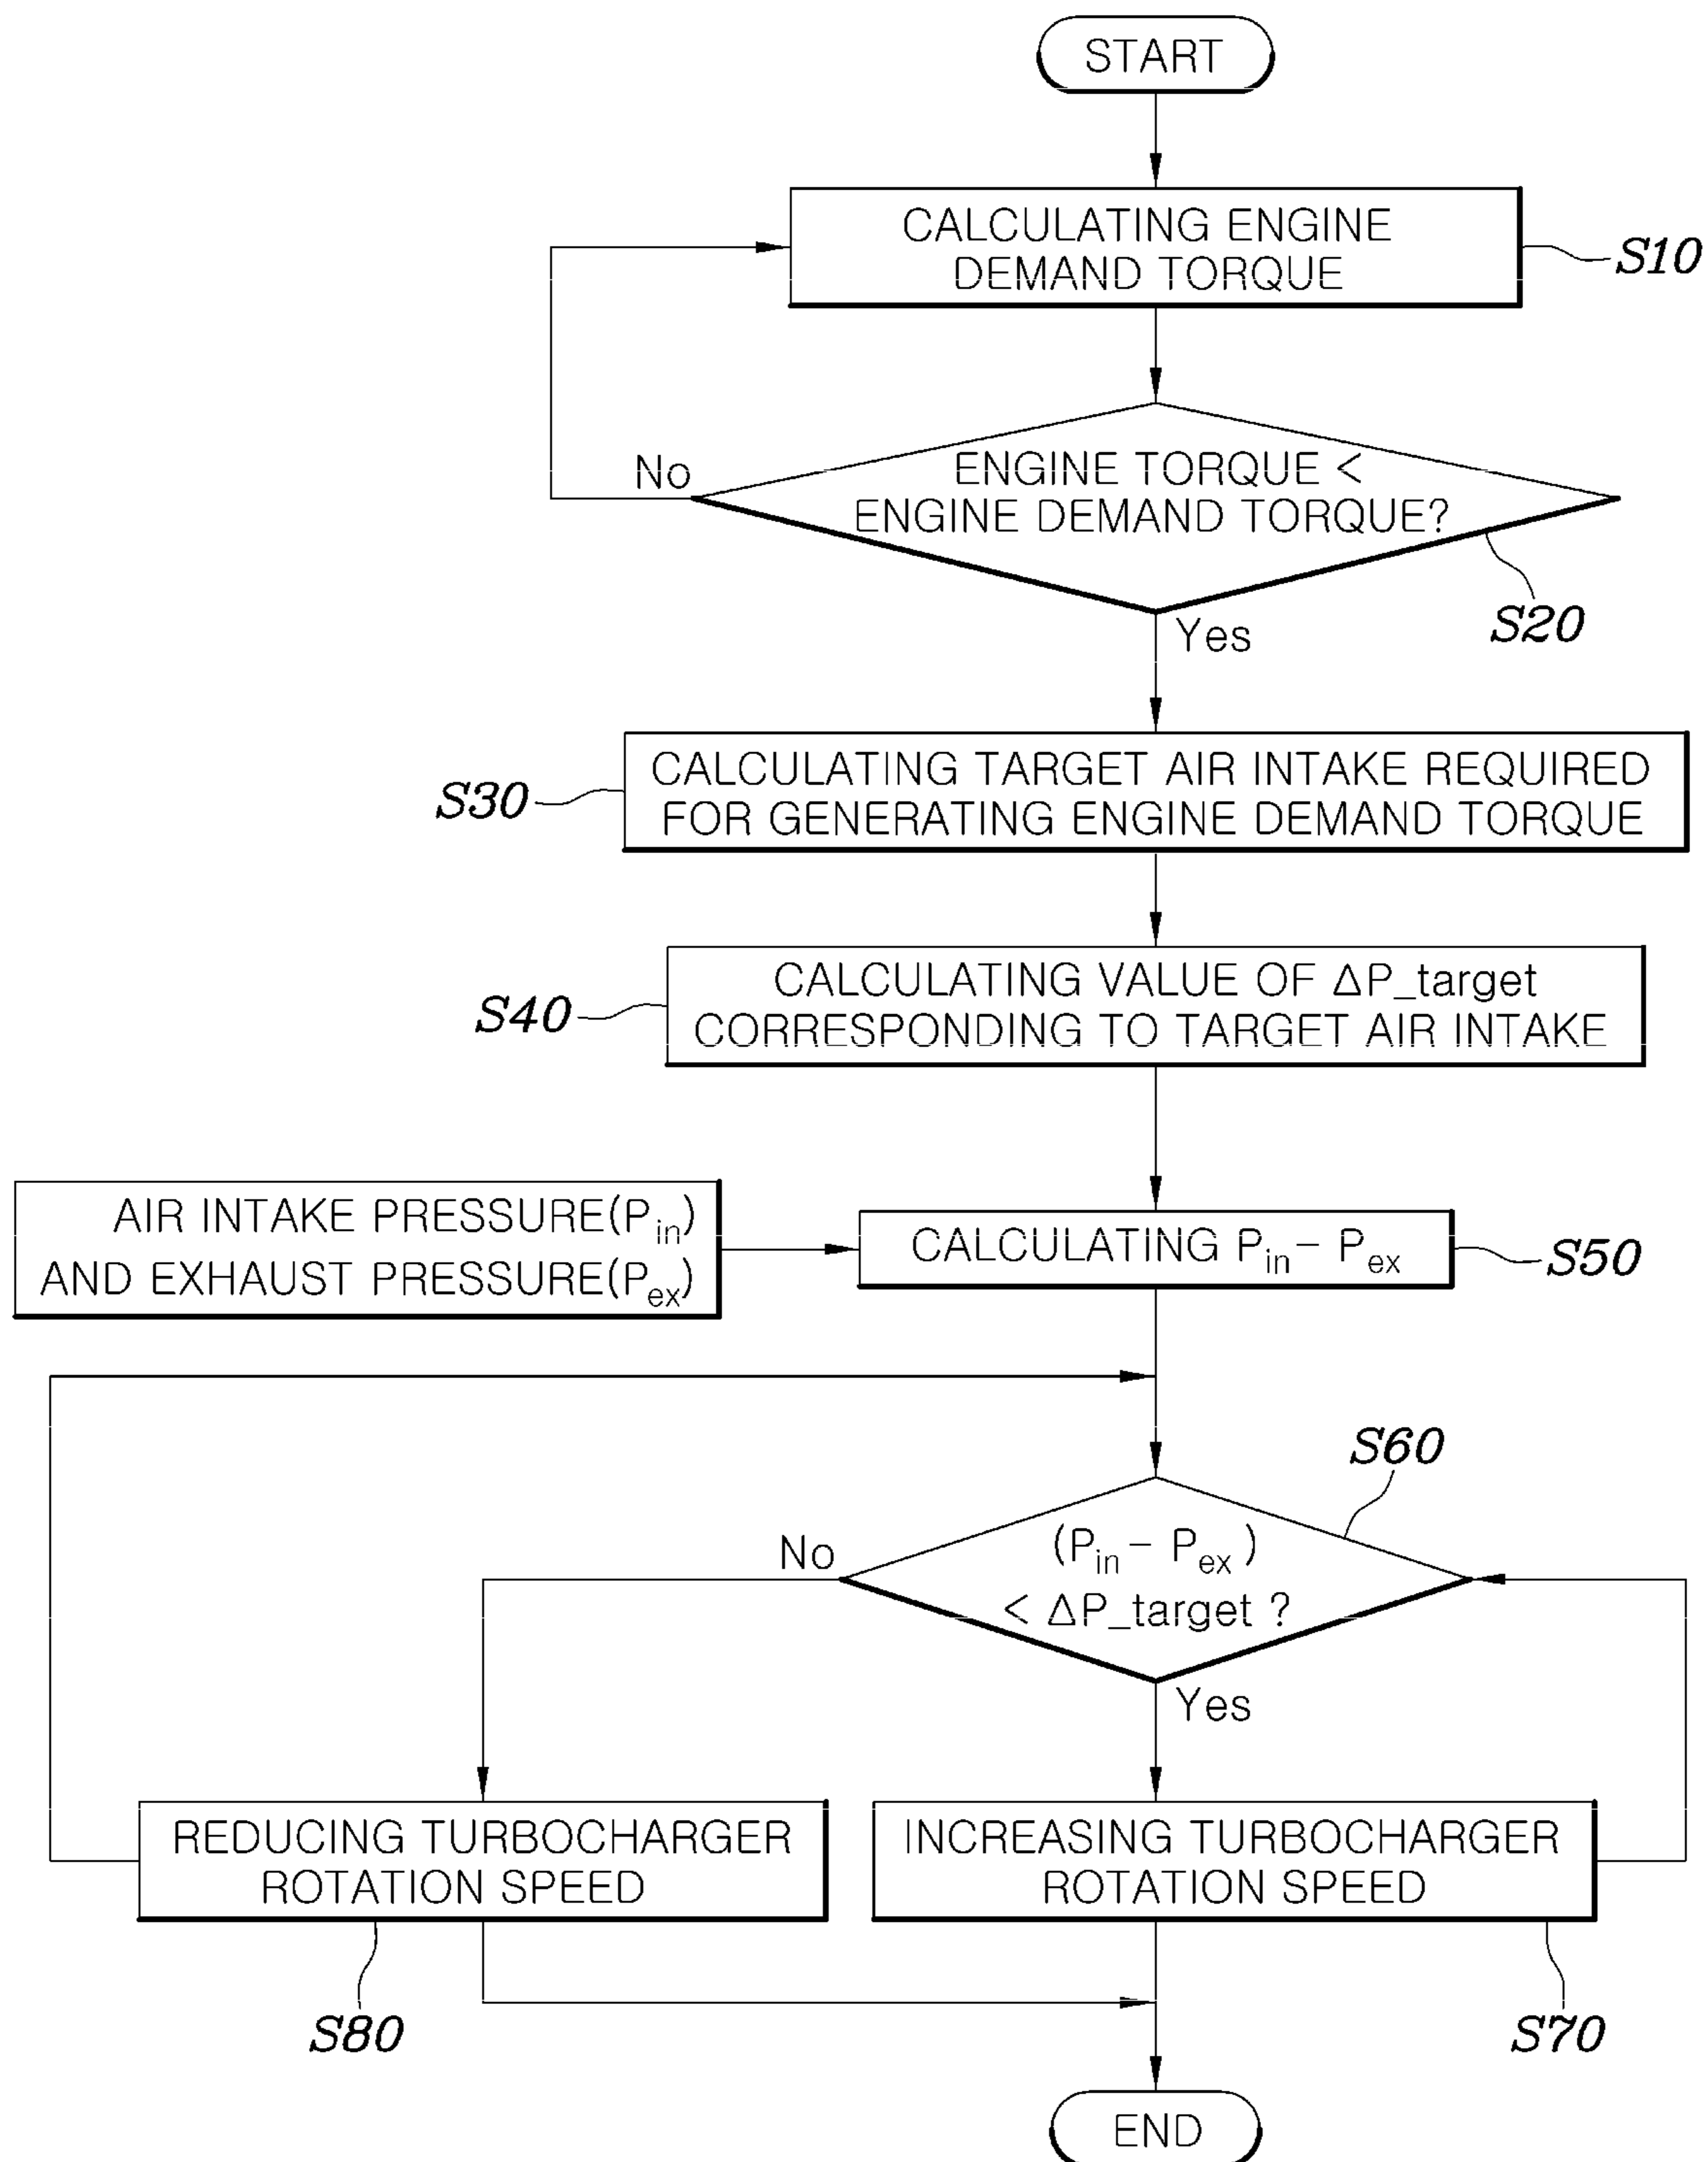 START
CALCULATING ENGINE
DEMAND TORQUE
S10
No
ENGINE TORQUE <
ENGINE DEMAND TORQUE?
S20
Yes
S30
CALCULATING TARGET AIR INTAKE REQUIRED
FOR GENERATING ENGINE DEMAND TORQUE
S40
CALCULATING VALUE OF ΔP_target
CORRESPONDING TO TARGET AIR INTAKE
AIR INTAKE PRESSURE(Pin)
AND EXHAUST PRESSURE(Pex)
CALCULATING Pin – Pex
S50
S60
No
(Pin – Pex )
< ΔP_target ?
Yes
REDUCING TURBOCHARGER
ROTATION SPEED
INCREASING TURBOCHARGER
ROTATION SPEED
S80
S70
END